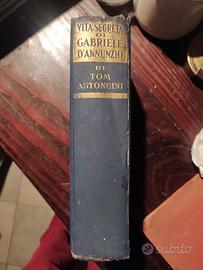 VITA SEGRETA
DI
GABRIELE
D'ANNUNZIO
DI
TOM
ANTONGINI
subito